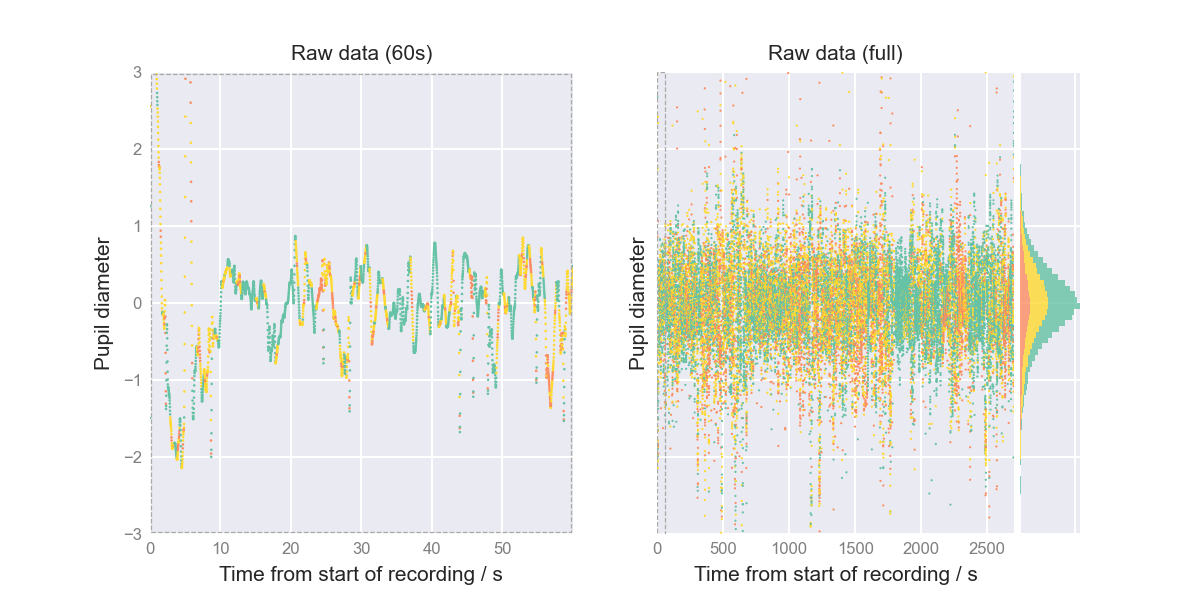 Raw data (60s)
Raw data (full)
Pupil diameter
3
2
1
0
−1
−2
−3
0 10 20 30 40 50
Time from start of recording / s
Pupil diameter
0 500 1000 1500 2000 2500
Time from start of recording / s